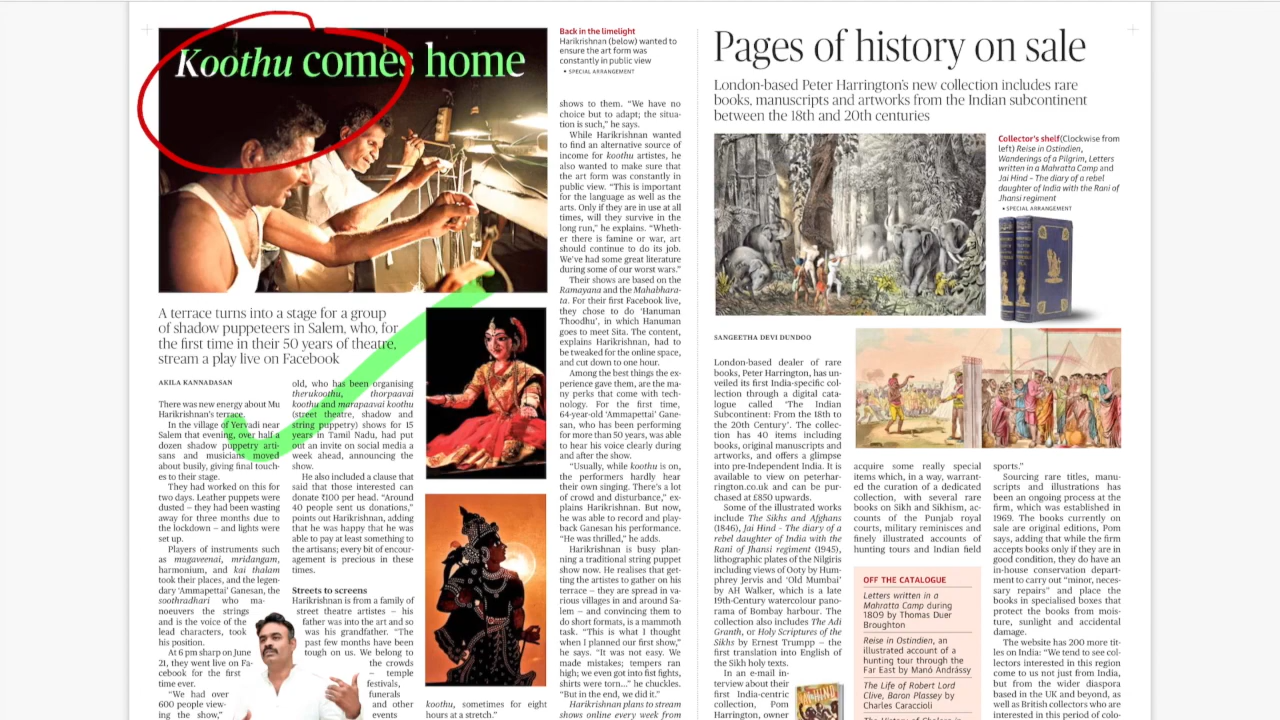 Koothu comes home
Back in the limelight
Harikrishnan (below) wanted to
ensure the art form was
constantly in public view
• SPECIAL ARRANGEMENT
A terrace turns into a stage for a group
of shadow puppeteers in Salem, who, for
the first time in their 50 years of theatre,
stream a play live on Facebook
AKILA KANNADASAN
There was new energy about Mu
Harikrishnan's terrace.
In the village of Yervadi near
Salem that evening, over half a
dozen shadow puppetry arti-
sans and musicians moved
about busily, giving final touch-
es to their stage.
They had worked on this for
two days. Leather puppets were
dusted – they had been wasting
away for three months due to
the lockdown – and lights were
set up.
Players of instruments such
as mugaveenai, mridangam,
harmonium, and kai thalam
took their places, and the legen-
dary 'Ammapettai' Ganesan, the
soothradhari who ma-
noeuvres the strings
and is the voice of the
lead characters, took
his position.
At 6 pm sharp on June
21, they went live on Fa-
cebook for the first
time ever.
"We had over
600 people view-
ing the show,"
old, who has been organising
therukoothu, thorpaavai
koothu and marapaavai koothu
(street theatre, shadow and
string puppetry) shows for 15
years in Tamil Nadu, had put
out an invite on social media a
week ahead, announcing the
show.
He also included a clause that
said that those interested can
donate ₹100 per head. "Around
40 people sent us donations,"
points out Harikrishnan, adding
that he was happy that he was
able to pay at least something to
the artisans; every bit of encour-
agement is precious in these
times.
Streets to screens
Harikrishnan is from a family of
street theatre artistes – his
father was into the art and so
was his grandfather. "The
past few months have been
tough on us. We belong to
the crowds
– temple
festivals,
funerals
and other
events
koothu, sometimes for eight
hours at a stretch."
shows to them. "We have no
choice but to adapt; the situa-
tion is such," he says.
While Harikrishnan wanted
to find an alternative source of
income for koothu artistes, he
also wanted to make sure that
the art form was constantly in
public view. "This is important
for the language as well as the
arts. Only if they are in use at all
times, will they survive in the
long run," he explains. "Wheth-
er there is famine or war, art
should continue to do its job.
We've had some great literature
during some of our worst wars."
Their shows are based on the
Ramayana and the Mahabhara-
ta. For their first Facebook live,
they chose to do 'Hanuman
Thoodhu', in which Hanuman
goes to meet Sita. The content,
explains Harikrishnan, had to
be tweaked for the online space,
and cut down to one hour.
Among the best things the ex-
perience gave them, are the ma-
ny perks that come with tech-
nology. For the first time,
64-year-old 'Ammapettai' Gane-
san, who has been performing
for more than 50 years, was able
to hear his voice clearly during
and after the show.
"Usually, while koothu is on,
the performers hardly hear
their own singing. There's a lot
of crowd and disturbance," ex-
plains Harikrishnan. But now,
he was able to record and play-
back Ganesan his performance.
"He was thrilled," he adds.
Harikrishnan is busy plan-
ning a traditional string puppet
show now. He realises that get-
ting the artistes to gather on his
terrace – they are spread in va-
rious villages in and around Sa-
lem – and convincing them to
do short formats, is a mammoth
task. "This is what I thought
when I planned our first show,"
he says. "It was not easy. We
made mistakes; tempers ran
high; we even got into fist fights,
shirts were torn..." he chuckles.
"But in the end, we did it."
Harikrishnan plans to stream
shows online every week from
Pages of history on sale
London-based Peter Harrington's new collection includes rare
books, manuscripts and artworks from the Indian subcontinent
between the 18th and 20th centuries
Collector's shelf(Clockwise from
left) Reise in Ostindien,
Wanderings of a Pilgrim, Letters
written in a Mahratta Camp and
Jai Hind - The diary of a rebel
daughter of India with the Rani of
Jhansi regiment
• SPECIAL ARRANGEMENT
SANGEETHA DEVI DUNDOO
London-based dealer of rare
books, Peter Harrington, has un-
veiled its first India-specific col-
lection through a digital cata-
logue called 'The Indian
Subcontinent: From the 18th to
the 20th Century'. The collec-
tion has 40 items including
books, original manuscripts and
artworks, and offers a glimpse
into pre-Independent India. It is
available to view on peterhar-
rington.co.uk and can be pur-
chased at £850 upwards.
Some of the illustrated works
include The Sikhs and Afghans
(1846), Jai Hind - The diary of a
rebel daughter of India with the
Rani of Jhansi regiment (1945),
lithographic plates of the Nilgiris
including views of Ooty by Hum-
phrey Jervis and 'Old Mumbai'
by AH Walker, which is a late
19th-Century watercolour pano-
rama of Bombay harbour. The
collection also includes The Adi
Granth, or Holy Scriptures of the
Sikhs by Ernest Trumpp – the
first translation into English of
the Sikh holy texts.
In an e-mail in-
terview about their
first India-centric
collection, Pom
Harrington, owner
acquire some really special
items which, in a way, warrant-
ed the curation of a dedicated
collection, with several rare
books on Sikh and Sikhism, ac-
counts of the Punjab royal
courts, military reminisces and
finely illustrated accounts of
hunting tours and Indian field
OFF THE CATALOGUE
Letters written in a
Mahratta Camp during
1809 by Thomas Duer
Broughton
Reise in Ostindien, an
illustrated account of a
hunting tour through the
Far East by Manó Andrássy
The Life of Robert Lord
Clive, Baron Plassey by
Charles Caraccioli
sports."
Sourcing rare titles, manu-
scripts and illustrations has
been an ongoing process at the
firm, which was established in
1969. The books currently on
sale are original editions, Pom
says, adding that while the firm
accepts books only if they are in
good condition, they do have an
in-house conservation depart-
ment to carry out "minor, neces-
sary repairs" and place the
books in specialised boxes that
protect the books from mois-
ture, sunlight and accidental
damage.
The website has 200 more tit-
les on India: "We tend to see col-
lectors interested in this region
come to us not just from India,
but from the wider diaspora
based in the UK and beyond, as
well as British collectors who are
interested in this period of colo-